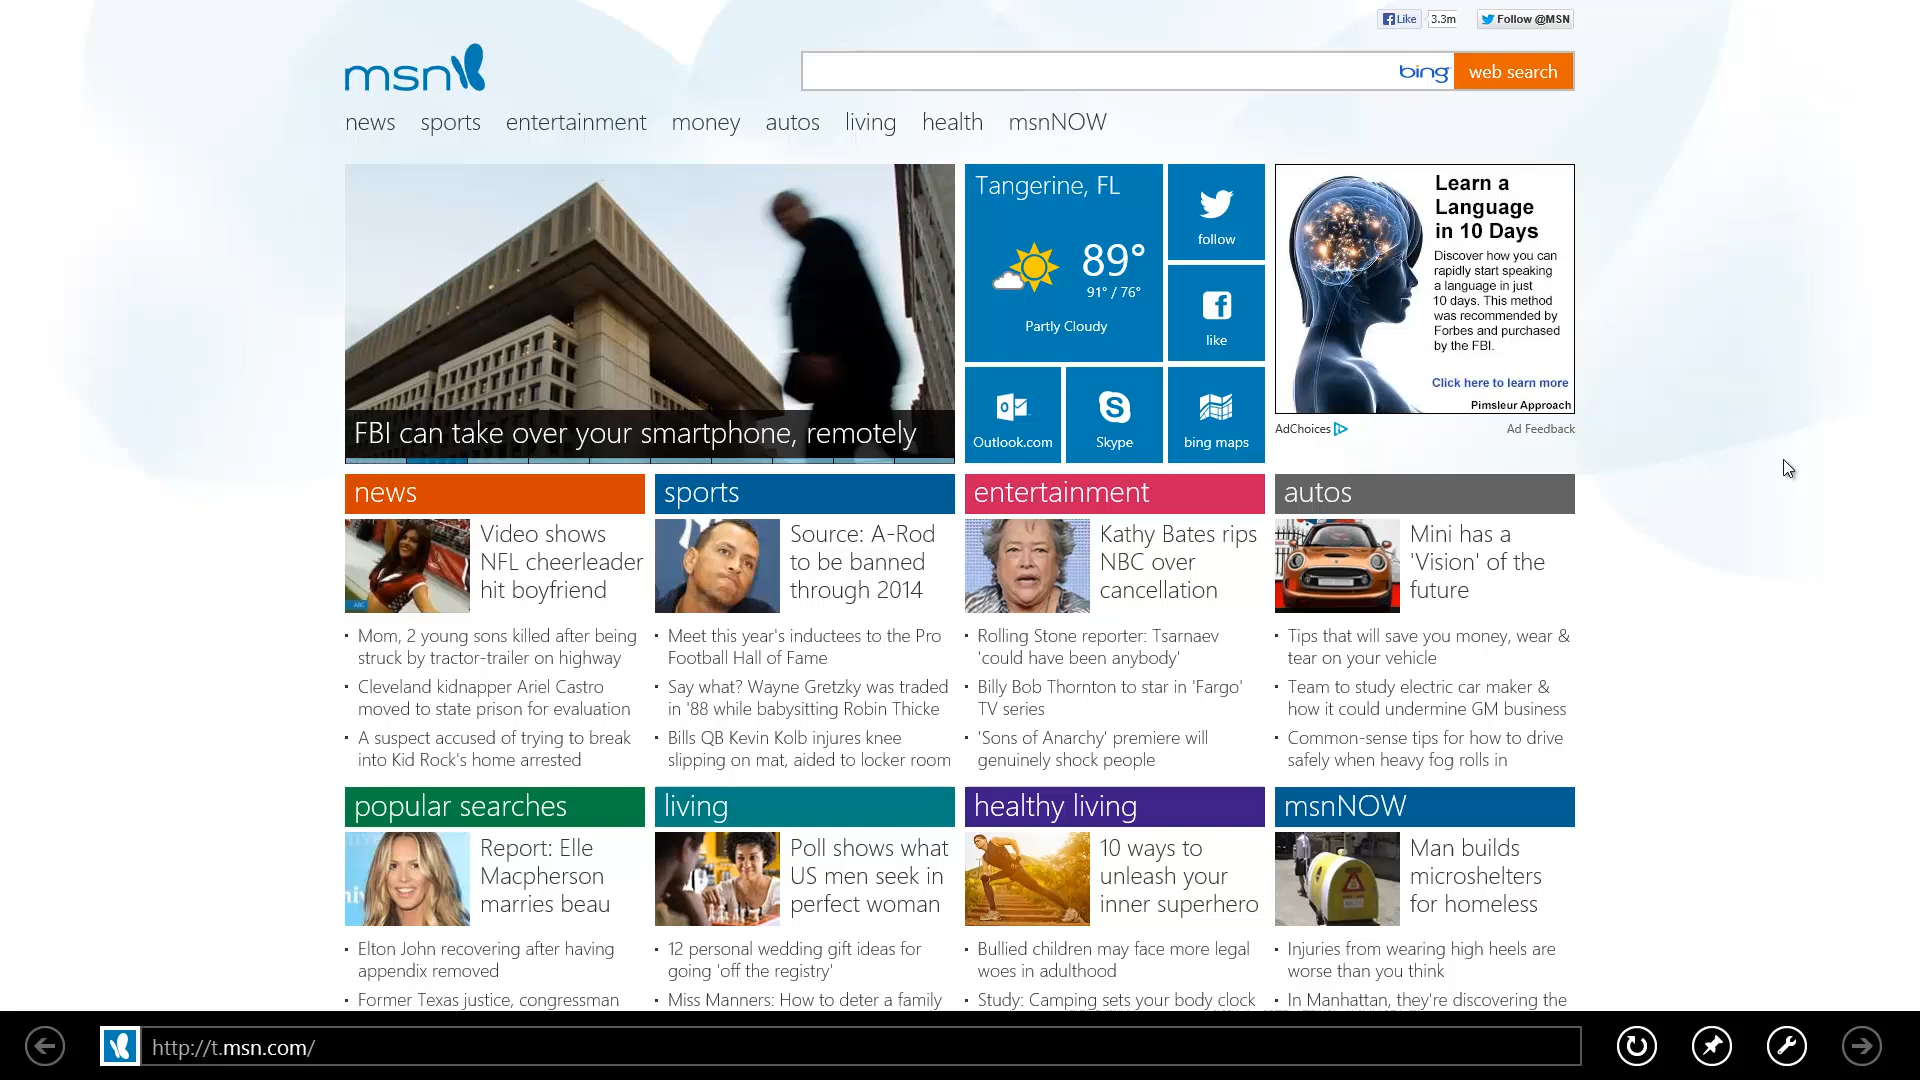 Like 3.3m Follow @MSN
msn
bing web search
news sports entertainment money autos living health msnNOW
FBI can take over your smartphone, remotely
Tangerine, FL
89°
91° / 76°
Partly Cloudy
follow
like
Outlook.com Skype bing maps
Learn a
Language
in 10 Days
Discover how you can
rapidly start speaking
a language in just
10 days. This method
was recommended by
Forbes and purchased
by the FBI.
Click here to learn more
Pimsleur Approach
AdChoices Ad Feedback
news
Video shows
NFL cheerleader
hit boyfriend
ABC
Mom, 2 young sons killed after being
struck by tractor-trailer on highway
Cleveland kidnapper Ariel Castro
moved to state prison for evaluation
A suspect accused of trying to break
into Kid Rock's home arrested
sports
Source: A-Rod
to be banned
through 2014
Meet this year's inductees to the Pro
Football Hall of Fame
Say what? Wayne Gretzky was traded
in '88 while babysitting Robin Thicke
Bills QB Kevin Kolb injures knee
slipping on mat, aided to locker room
entertainment
Kathy Bates rips
NBC over
cancellation
Rolling Stone reporter: Tsarnaev
'could have been anybody'
Billy Bob Thornton to star in 'Fargo'
TV series
'Sons of Anarchy' premiere will
genuinely shock people
autos
Mini has a
'Vision' of the
future
Tips that will save you money, wear &
tear on your vehicle
Team to study electric car maker &
how it could undermine GM business
Common-sense tips for how to drive
safely when heavy fog rolls in
popular searches
Report: Elle
Macpherson
marries beau
Elton John recovering after having
appendix removed
Former Texas justice, congressman
living
Poll shows what
US men seek in
perfect woman
12 personal wedding gift ideas for
going 'off the registry'
Miss Manners: How to deter a family
healthy living
10 ways to
unleash your
inner superhero
Bullied children may face more legal
woes in adulthood
Study: Camping sets your body clock
msnNOW
Man builds
microshelters
for homeless
Injuries from wearing high heels are
worse than you think
In Manhattan, they're discovering the
http://t.msn.com/